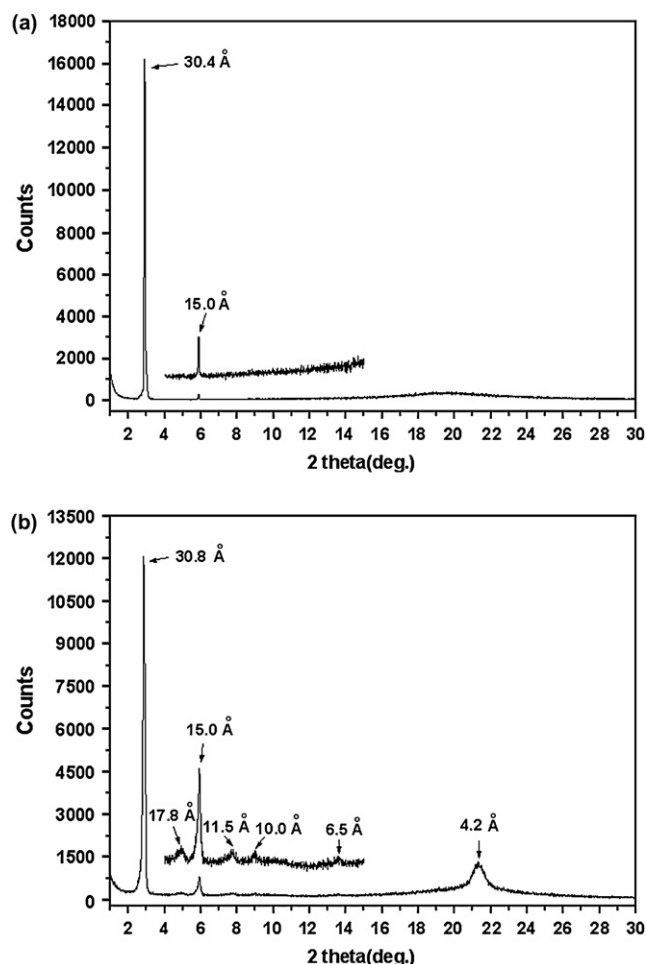 (a)
18000
16000
14000
12000
10000
8000
6000
4000
2000
0
Counts
30.4 Å
15.0 Å
2 4 6 8 10 12 14 16 18 20 22 24 26 28 30
2 theta(deg.)
(b)
13500
12000
10500
9000
7500
6000
4500
3000
1500
0
Counts
30.8 Å
15.0 Å
17.8 Å 11.5 Å 10.0 Å 6.5 Å 4.2 Å
2 4 6 8 10 12 14 16 18 20 22 24 26 28 30
2 theta(deg.)